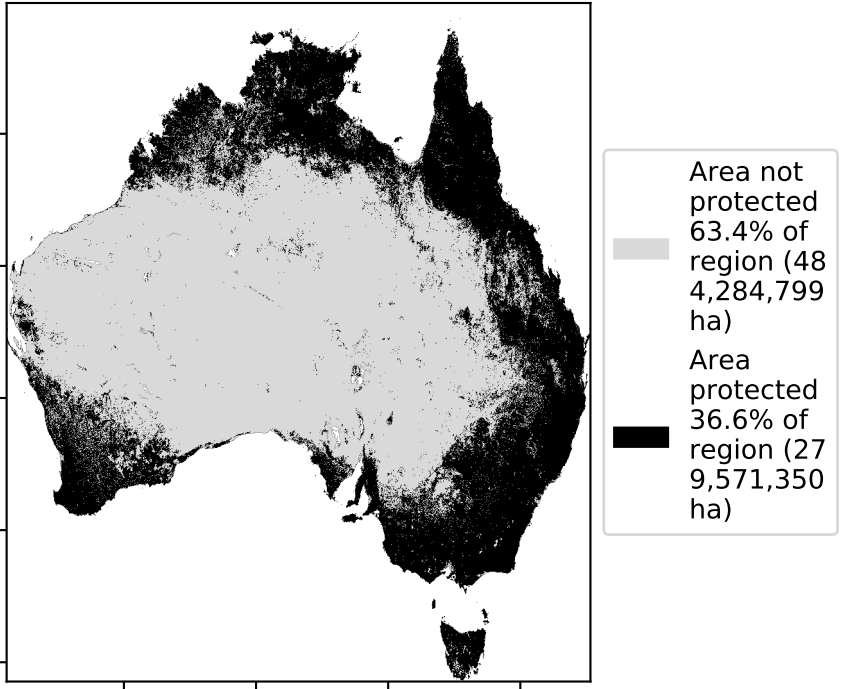 Area not
protected
63.4% of
region (48
4,284,799
ha)
Area
protected
36.6% of
region (27
9,571,350
ha)